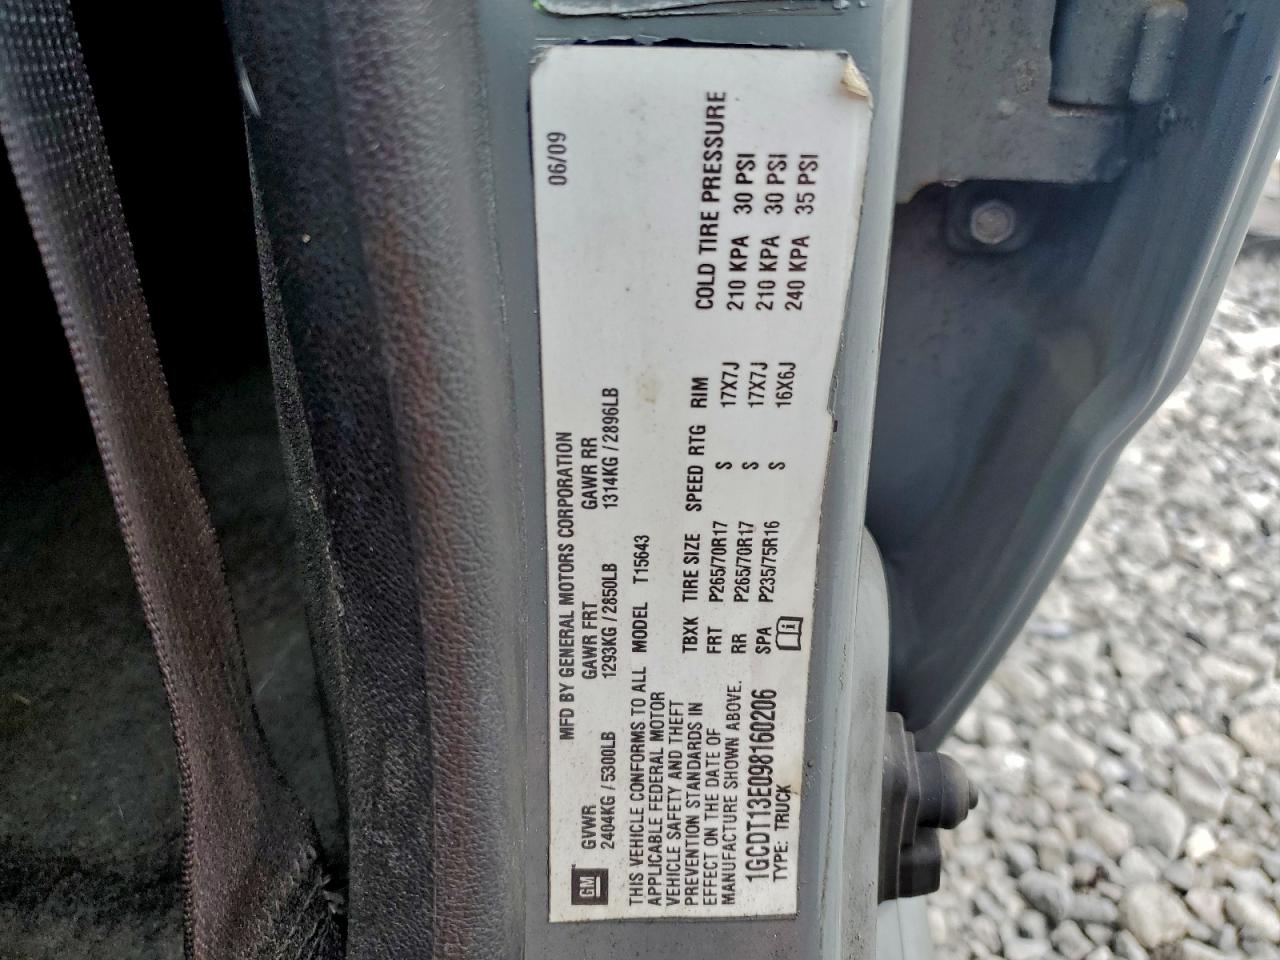 06/09
MFD BY GENERAL MOTORS CORPORATION
GM
GVWR GAWR FRT GAWR RR
2404KG / 5300LB 1293KG / 2850LB 1314KG / 2896LB
THIS VEHICLE CONFORMS TO ALL
APPLICABLE FEDERAL MOTOR
VEHICLE SAFETY AND THEFT
PREVENTION STANDARDS IN
EFFECT ON THE DATE OF
MANUFACTURE SHOWN ABOVE.
1GCDT13E098160206
TYPE: TRUCK
MODEL T15643
TBXK TIRE SIZE SPEED RTG RIM COLD TIRE PRESSURE
FRT P265/70R17 S 17X7J 210 KPA 30 PSI
RR P265/70R17 S 17X7J 210 KPA 30 PSI
SPA P235/75R16 S 16X6J 240 KPA 35 PSI